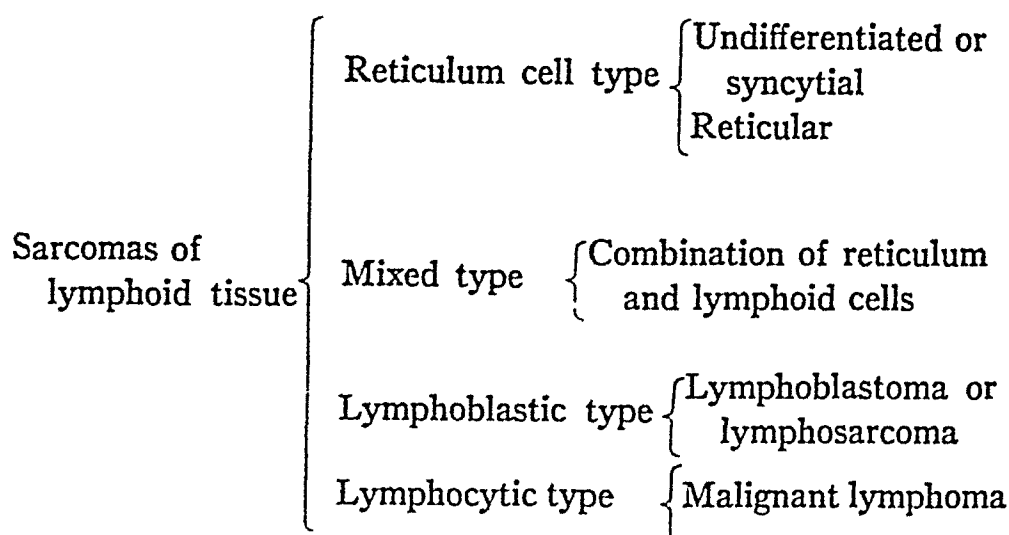 Undifferentiated or
Reticular cell type
syncytial
Reticular
Sarcomas of
lymphoid tissue
Mixed type
Combination of reticulum
and lymphoid cells
Lymphoblastic type
Lymphoblastoma or
lymphosarcoma
Lymphocytic type
Malignant lymphoma